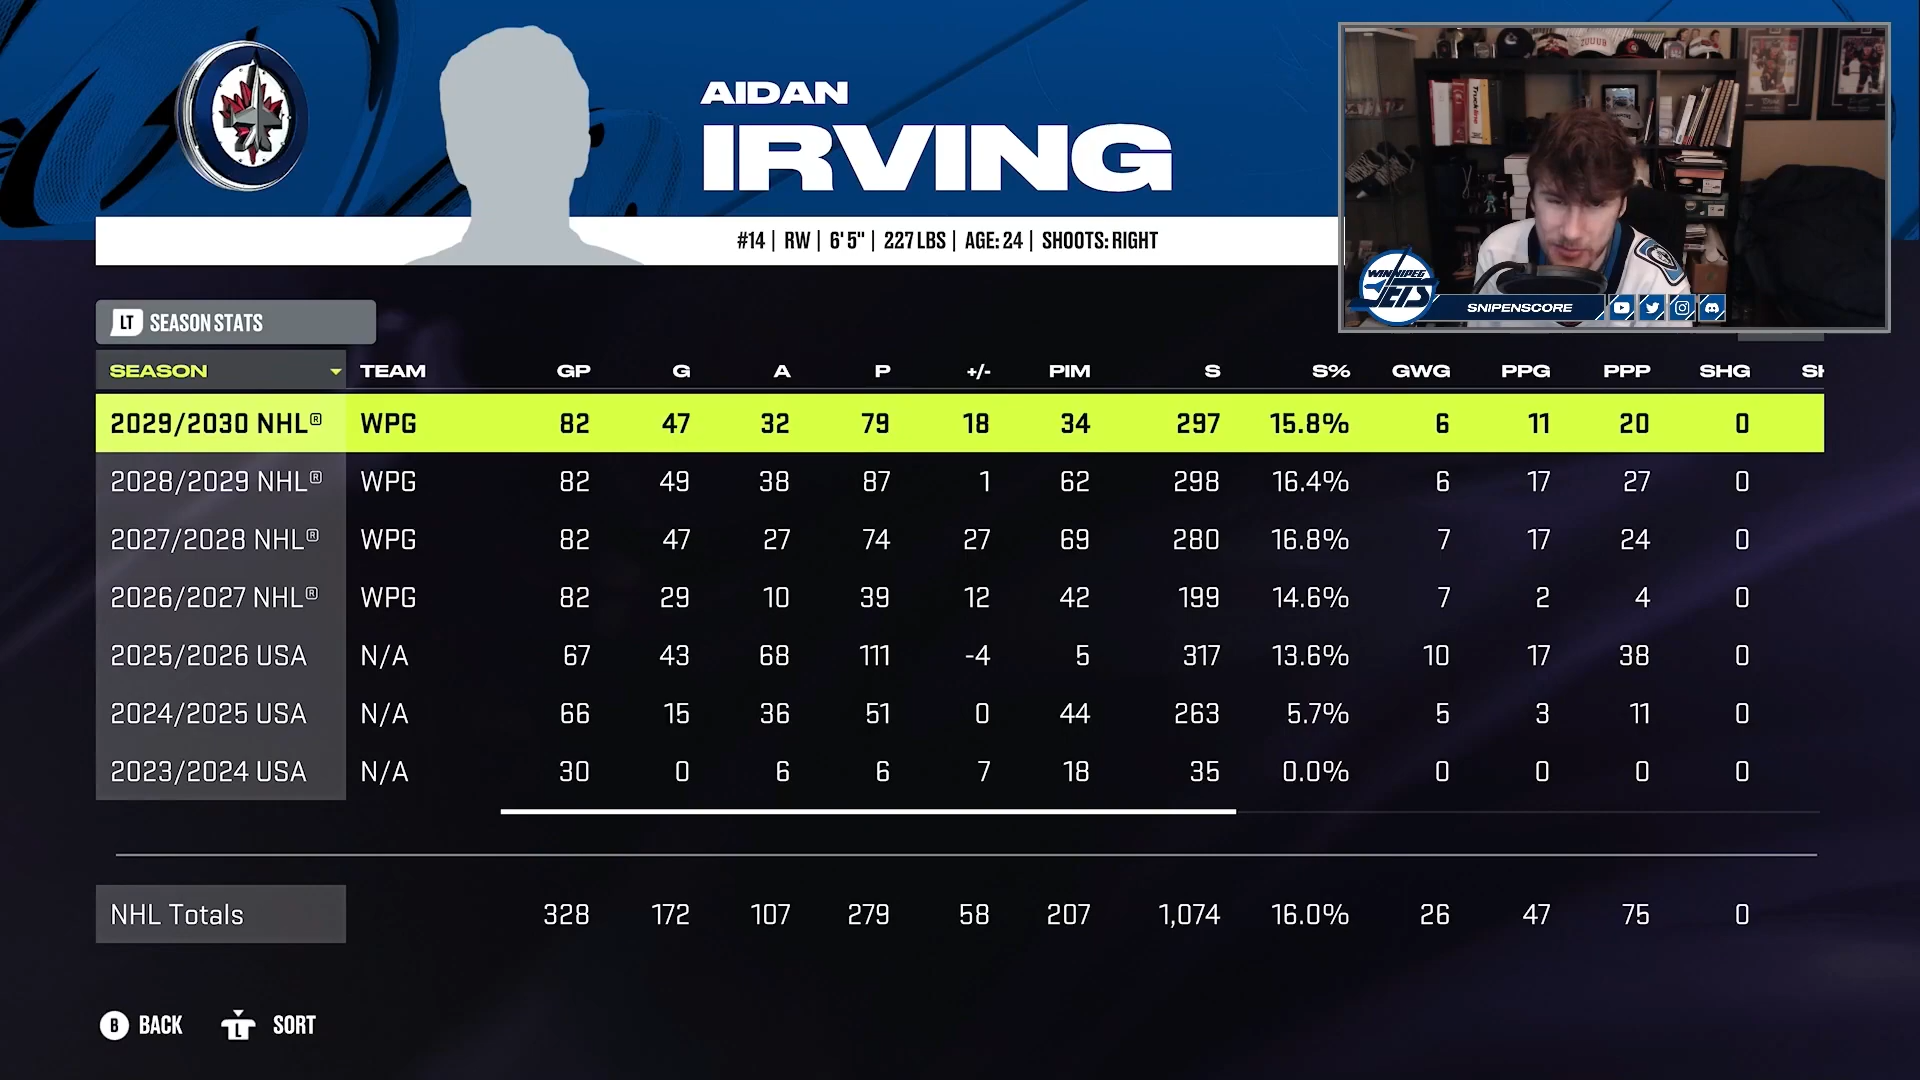 AIDAN
IRVING
#14 | RW | 6' 5" | 227 LBS | AGE: 24 | SHOOTS: RIGHT
WINNIPEG
JETS
SNIPENSCORE
LT SEASON STATS
SEASON TEAM GP G A P +/- PIM S S% GWG PPG PPP SHG
2029/2030 NHL® WPG 82 47 32 79 18 34 297 15.8% 6 11 20 0
2028/2029 NHL® WPG 82 49 38 87 1 62 298 16.4% 6 17 27 0
2027/2028 NHL® WPG 82 47 27 74 27 69 280 16.8% 7 17 24 0
2026/2027 NHL® WPG 82 29 10 39 12 42 199 14.6% 7 2 4 0
2025/2026 USA N/A 67 43 68 111 -4 5 317 13.6% 10 17 38 0
2024/2025 USA N/A 66 15 36 51 0 44 263 5.7% 5 3 11 0
2023/2024 USA N/A 30 0 6 6 7 18 35 0.0% 0 0 0 0
NHL Totals 328 172 107 279 58 207 1,074 16.0% 26 47 75 0
B BACK L SORT